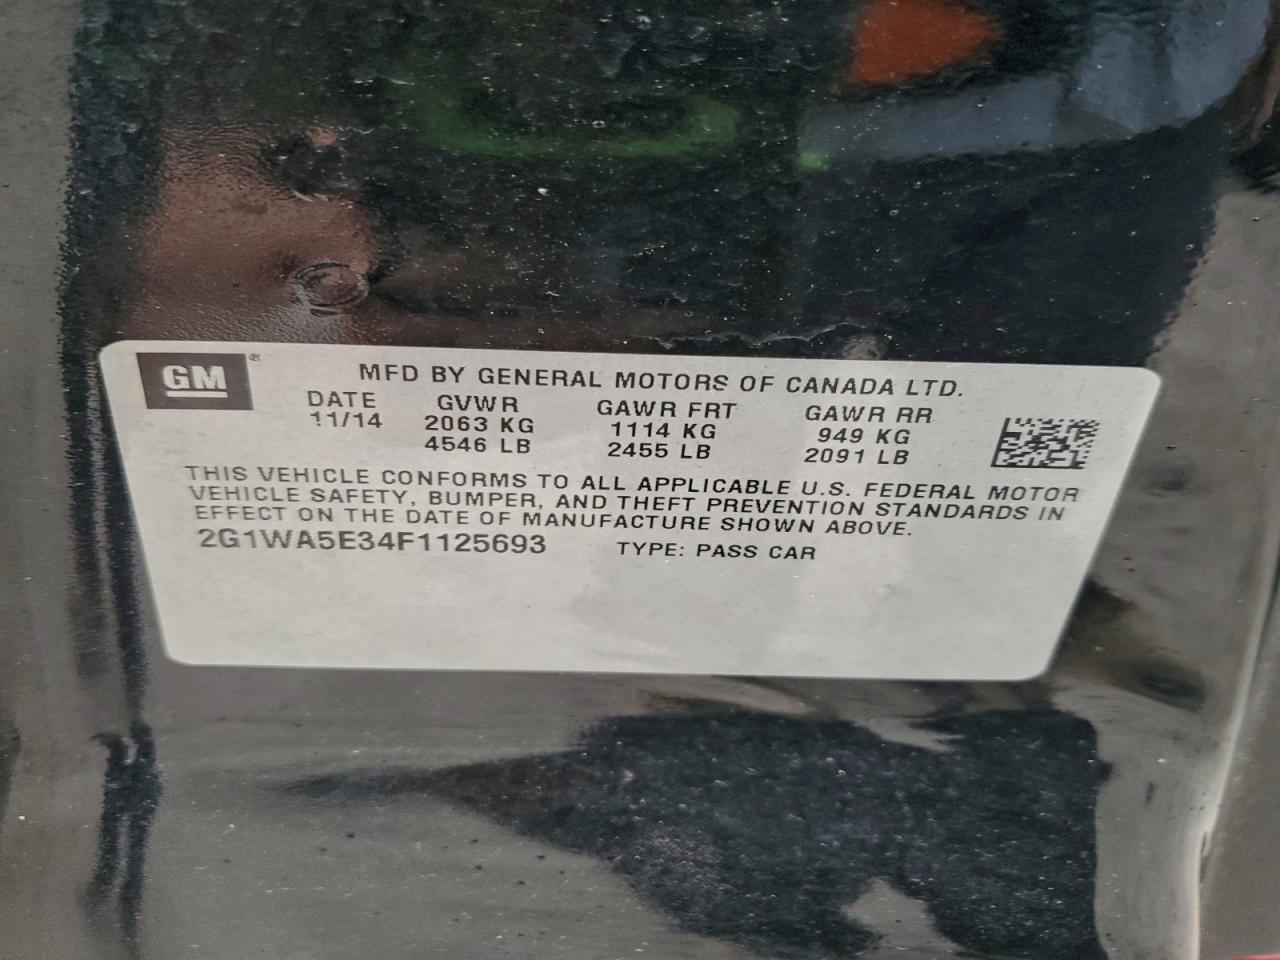 GM ®
MFD BY GENERAL MOTORS OF CANADA LTD.
DATE GVWR GAWR FRT GAWR RR
11/14 2063 KG 1114 KG 949 KG
4546 LB 2455 LB 2091 LB
THIS VEHICLE CONFORMS TO ALL APPLICABLE U.S. FEDERAL MOTOR
VEHICLE SAFETY, BUMPER, AND THEFT PREVENTION STANDARDS IN
EFFECT ON THE DATE OF MANUFACTURE SHOWN ABOVE.
2G1WA5E34F1125693 TYPE: PASS CAR